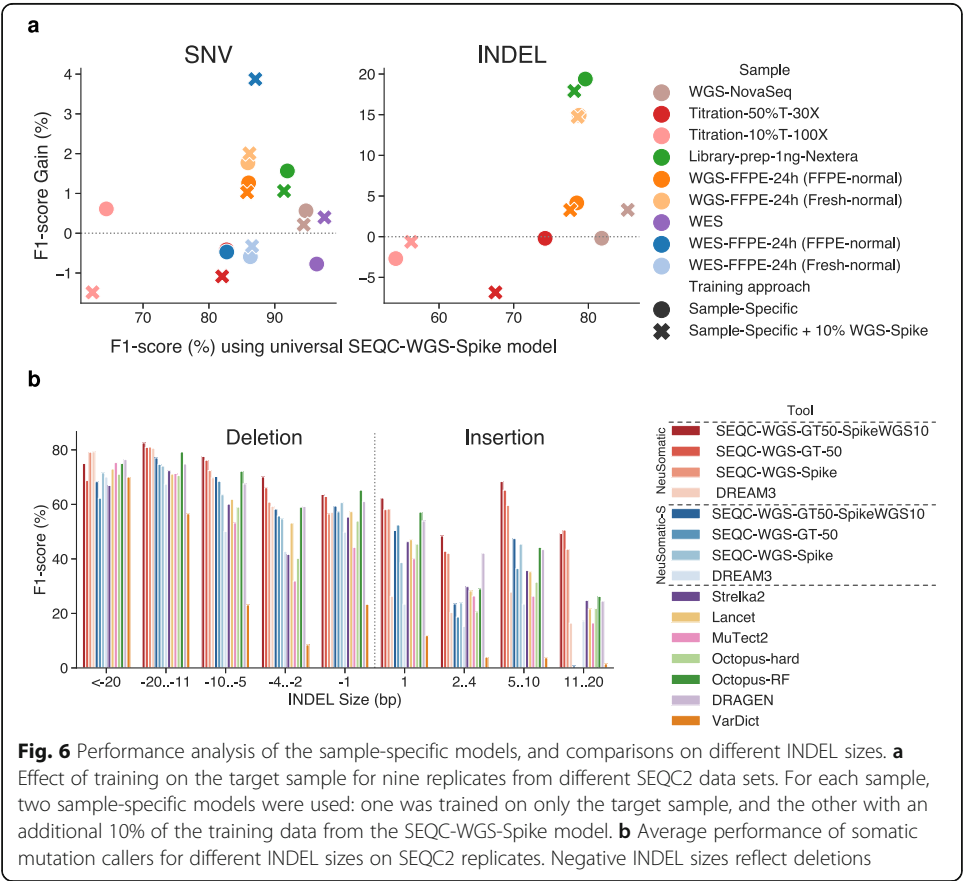 a
SNV
INDEL
4
3
2
1
0
−1
20
15
10
5
0
−5
F1-score Gain (%)
70
80
90
60
70
80
F1-score (%) using universal SEQC-WGS-Spike model
Sample
WGS-NovaSeq
Titration-50%T-30X
Titration-10%T-100X
Library-prep-1ng-Nextera
WGS-FFPE-24h (FFPE-normal)
WGS-FFPE-24h (Fresh-normal)
WES
WES-FFPE-24h (FFPE-normal)
WES-FFPE-24h (Fresh-normal)
Training approach
Sample-Specific
Sample-Specific + 10% WGS-Spike
b
Deletion
Insertion
80
60
40
20
0
F1-score (%)
<-20
-20..-11
-10..-5
-4..-2
-1
1
2..4
5..10
11..20
INDEL Size (bp)
Tool
NeuSomatic
SEQC-WGS-GT50-SpikeWGS10
SEQC-WGS-GT-50
SEQC-WGS-Spike
DREAM3
NeuSomatic-S
SEQC-WGS-GT50-SpikeWGS10
SEQC-WGS-GT-50
SEQC-WGS-Spike
DREAM3
Strelka2
Lancet
MuTect2
Octopus-hard
Octopus-RF
DRAGEN
VarDict
Fig. 6 Performance analysis of the sample-specific models, and comparisons on different INDEL sizes. a
Effect of training on the target sample for nine replicates from different SEQC2 data sets. For each sample,
two sample-specific models were used: one was trained on only the target sample, and the other with an
additional 10% of the training data from the SEQC-WGS-Spike model. b Average performance of somatic
mutation callers for different INDEL sizes on SEQC2 replicates. Negative INDEL sizes reflect deletions